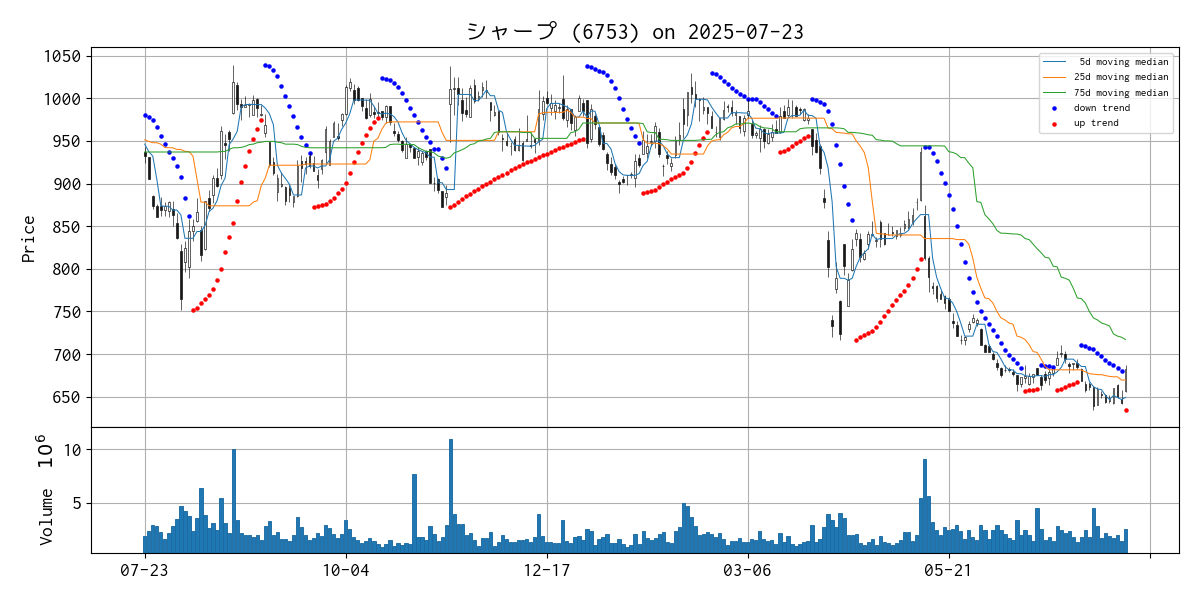 シャープ (6753) on 2025-07-23
1050
1000
950
900
850
800
750
700
650
Price
5d moving median
25d moving median
75d moving median
down trend
up trend
10
5
Volume 10^6
07-23
10-04
12-17
03-06
05-21